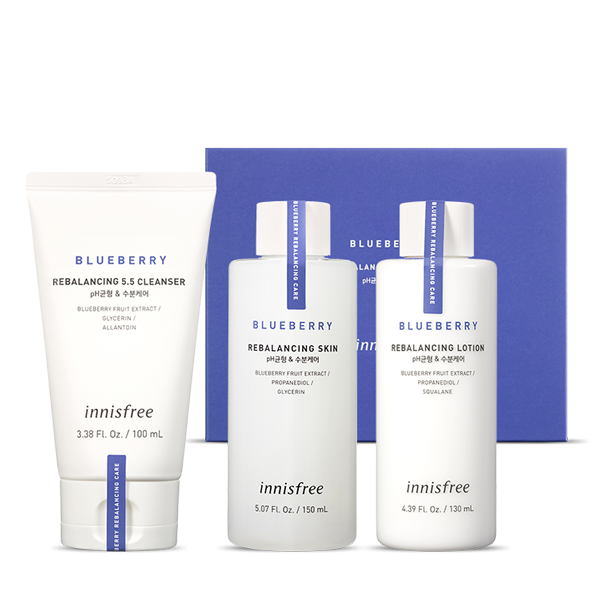 BLUEBERRY
REBALANCING 5.5 CLEANSER
pH균형 & 수분케어
BLUEBERRY FRUIT EXTRACT /
GLYCERIN /
ALLANTOIN
innisfree
3.38 Fl. Oz. / 100 mL
BERRY REBALANCING CARE
BLUEBERRY REBALANCING CARE
BLUEBERRY
REBALANCING SKIN
pH균형 & 수분케어
BLUEBERRY FRUIT EXTRACT /
PROPANEDIOL /
GLYCERIN
innisfree
5.07 Fl. Oz. / 150 mL
BLUEBE
BLUEBERRY REBALANCING CARE
BLUEBERRY
REBALANCING LOTION
pH균형 & 수분케어
BLUEBERRY FRUIT EXTRACT /
PROPANEDIOL /
SQUALANE
innisfree
4.39 Fl. Oz. / 130 mL